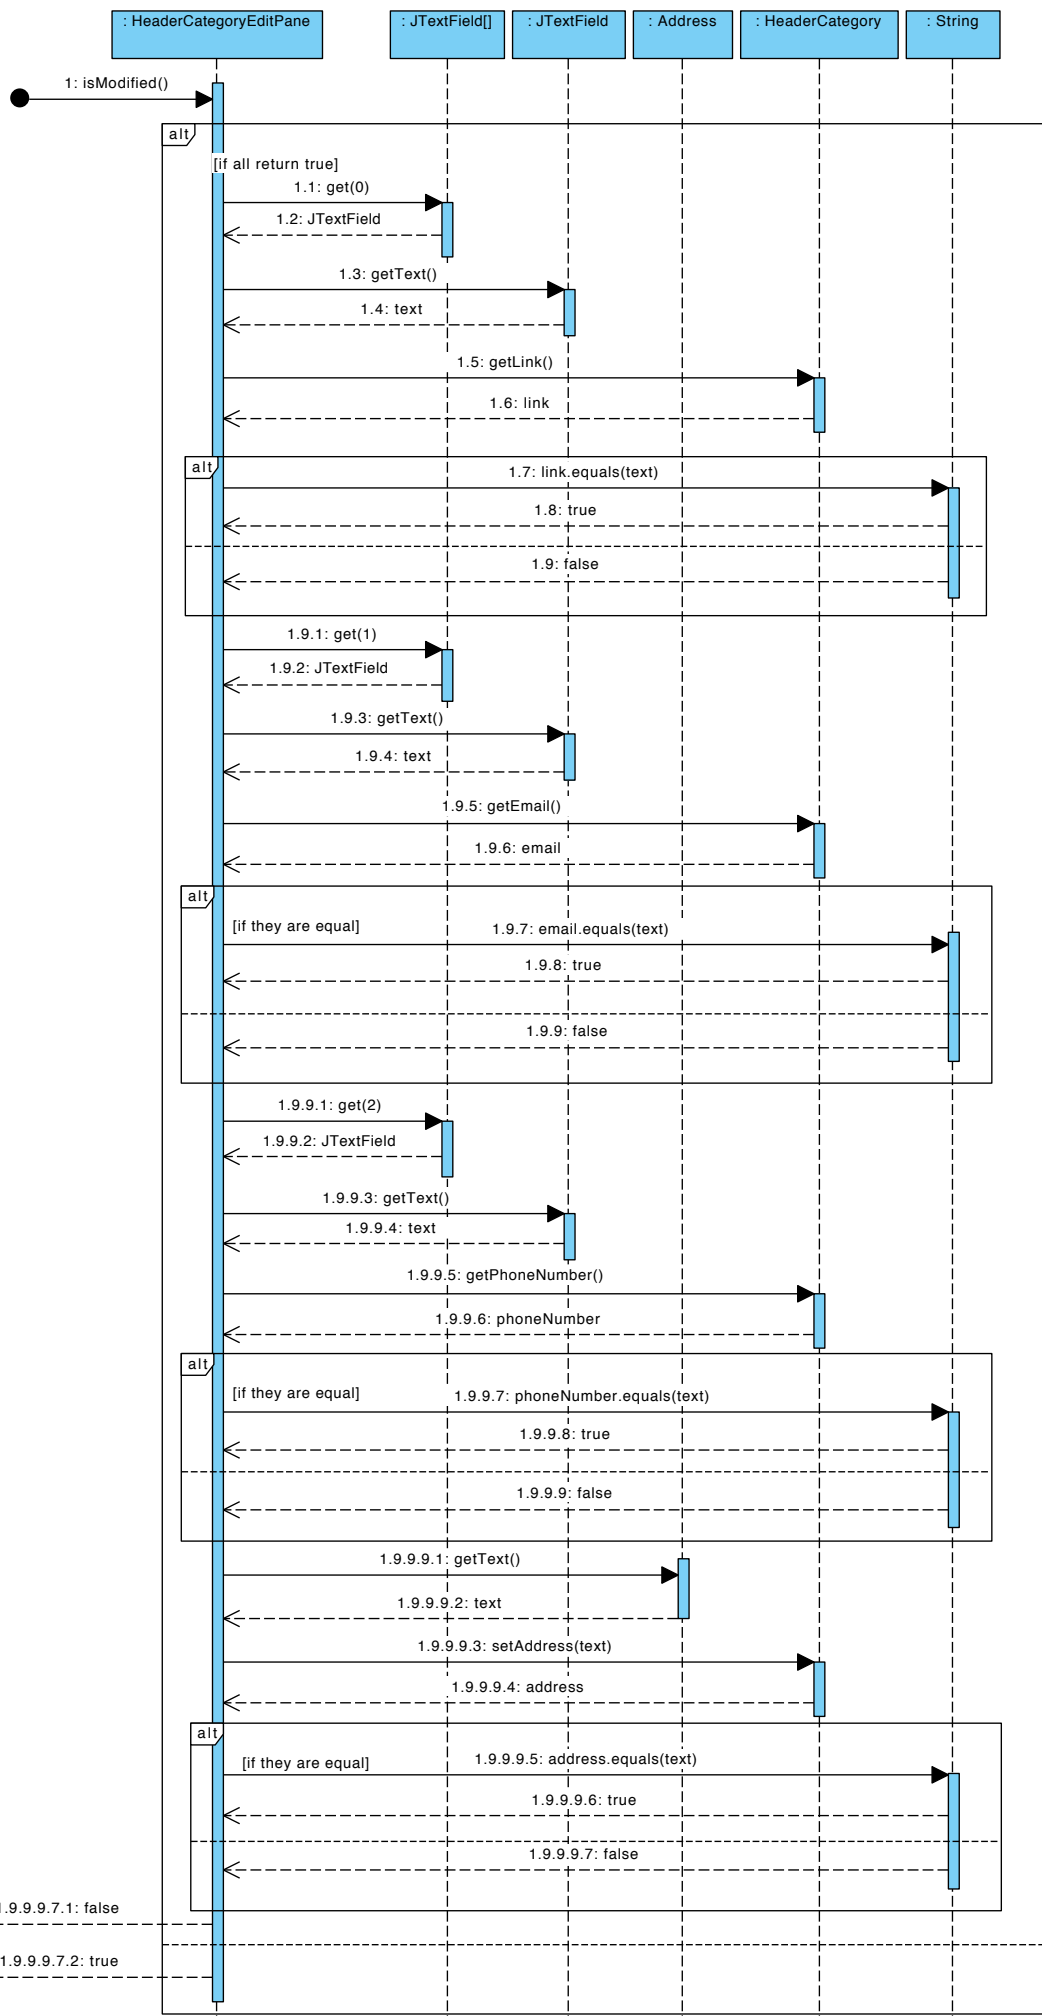 : HeaderCategoryEditPane
: JTextField[]
: JTextField
: Address
: HeaderCategory
: String
1: isModified()
alt
[if all return true]
1.1: get(0)
1.2: JTextField
1.3: getText()
1.4: text
1.5: getLink()
1.6: link
alt
1.7: link.equals(text)
1.8: true
1.9: false
1.9.1: get(1)
1.9.2: JTextField
1.9.3: getText()
1.9.4: text
1.9.5: getEmail()
1.9.6: email
alt
[if they are equal]
1.9.7: email.equals(text)
1.9.8: true
1.9.9: false
1.9.9.1: get(2)
1.9.9.2: JTextField
1.9.9.3: getText()
1.9.9.4: text
1.9.9.5: getPhoneNumber()
1.9.9.6: phoneNumber
alt
[if they are equal]
1.9.9.7: phoneNumber.equals(text)
1.9.9.8: true
1.9.9.9: false
1.9.9.9.1: getText()
1.9.9.9.2: text
1.9.9.9.3: setAddress(text)
1.9.9.9.4: address
alt
[if they are equal]
1.9.9.9.5: address.equals(text)
1.9.9.9.6: true
1.9.9.9.7: false
1.9.9.9.7.1: false
1.9.9.9.7.2: true